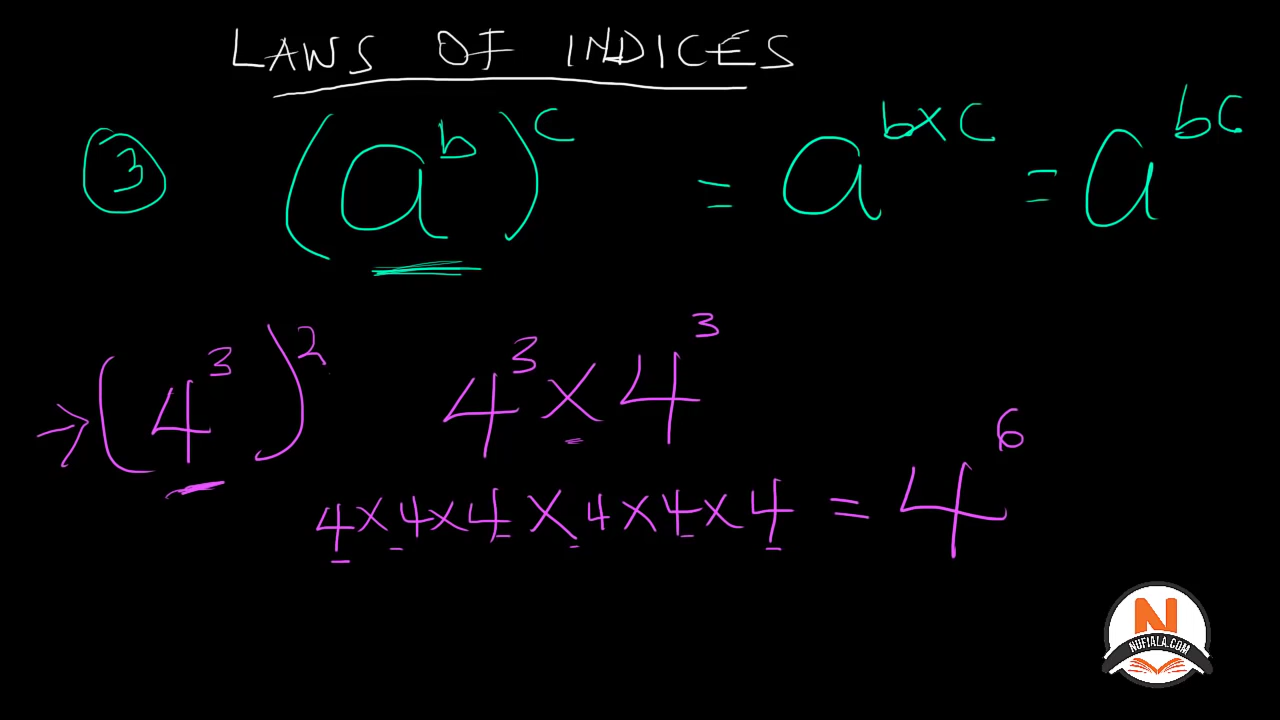 LAWS OF INDICES
③ (a^b)^c = a^(b×c) = a^(bc)
→ (4^3)^2 4^3 × 4^3
4×4×4×4×4×4 = 4^6
N
NUFIALA.COM